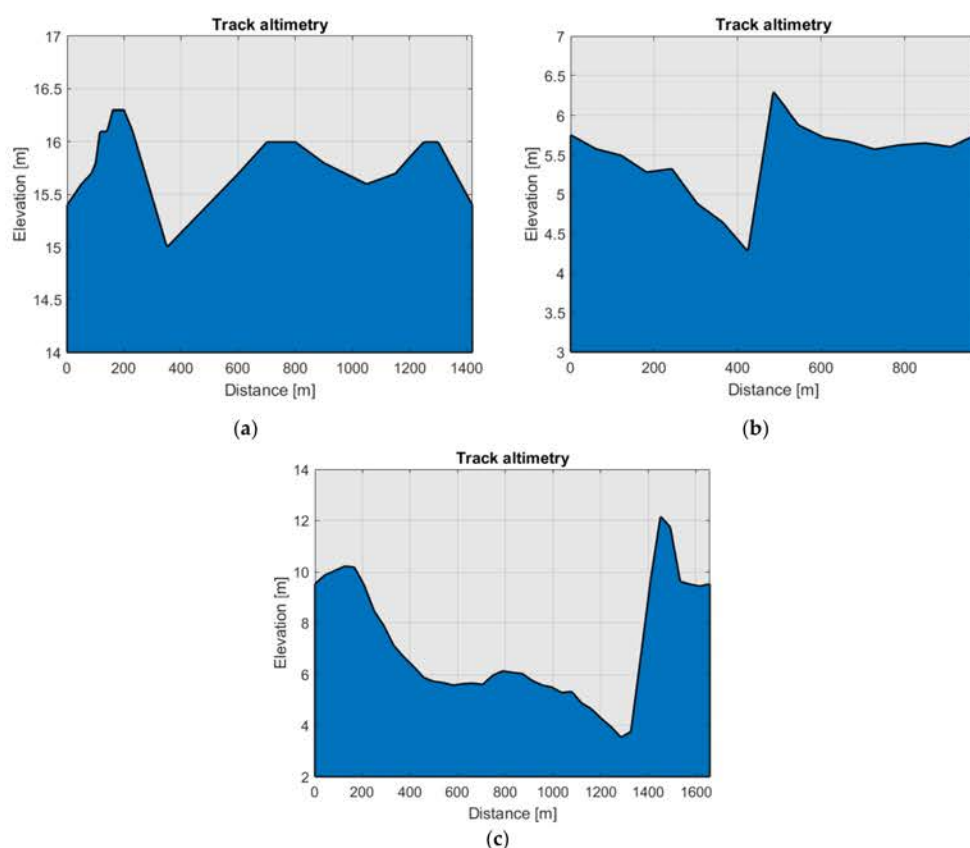 Track altimetry
17
16.5
16
15.5
15
14.5
14
Elevation [m]
0 200 400 600 800 1000 1200 1400
Distance [m]
(a)
Track altimetry
7
6.5
6
5.5
5
4.5
4
3.5
3
Elevation [m]
0 200 400 600 800
Distance [m]
(b)
Track altimetry
14
12
10
8
6
4
2
Elevation [m]
0 200 400 600 800 1000 1200 1400 1600
Distance [m]
(c)